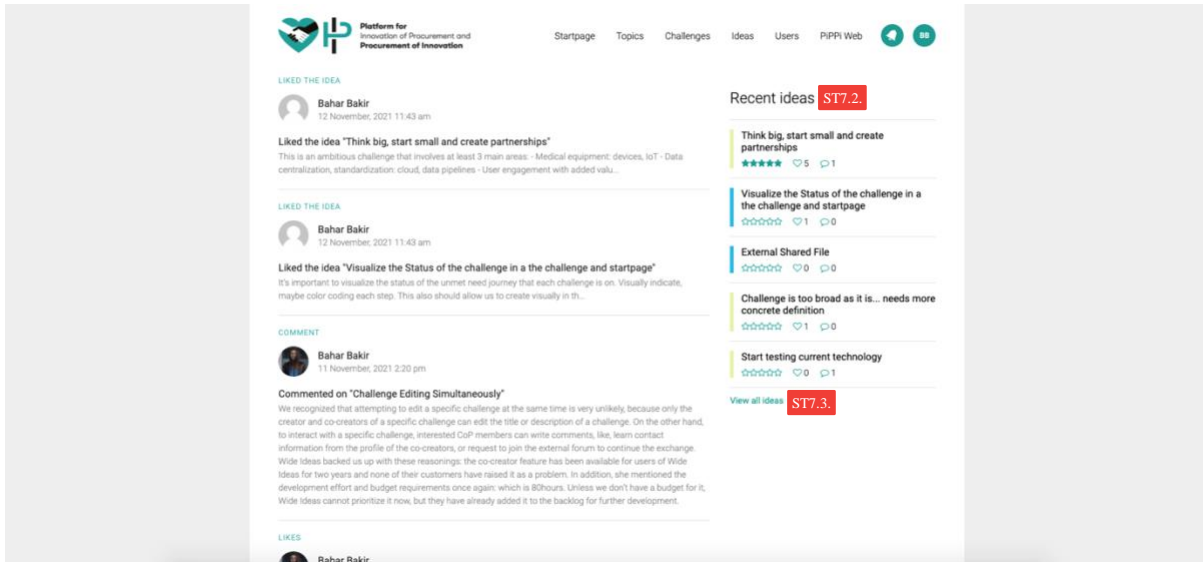 Platform for
Innovation of Procurement and
Procurement of Innovation
Startpage Topics Challenges Ideas Users PiPPi Web BB
LIKED THE IDEA
Bahar Bakir
12 November, 2021 11:43 am
Liked the idea "Think big, start small and create partnerships"
This is an ambitious challenge that involves at least 3 main areas: - Medical equipment: devices, IoT - Data
centralization, standardization: cloud, data pipelines - User engagement with added valu...
LIKED THE IDEA
Bahar Bakir
12 November, 2021 11:43 am
Liked the idea "Visualize the Status of the challenge in a the challenge and startpage"
It's important to visualize the status of the unmet need journey that each challenge is on. Visually indicate,
maybe color coding each step. This also should allow us to create visually in th...
COMMENT
Bahar Bakir
11 November, 2021 2:20 pm
Commented on "Challenge Editing Simultaneously"
We recognized that attempting to edit a specific challenge at the same time is very unlikely, because only the
creator and co-creators of a specific challenge can edit the title or description of a challenge. On the other hand,
to interact with a specific challenge, interested CoP members can write comments, like, learn contact
information from the profile of the co-creators, or request to join the external forum to continue the exchange.
Wide Ideas backed us up with these reasonings: the co-creator feature has been available for users of Wide
Ideas for two years and none of their customers have raised it as a problem. In addition, she mentioned the
development effort and budget requirements once again: which is 80hours. Unless we don't have a budget for it,
Wide Ideas cannot prioritize it now, but they have already added it to the backlog for further development.
LIKES
Bahar Bakir
Recent ideas ST7.2.
Think big, start small and create
partnerships
5 1
Visualize the Status of the challenge in a
the challenge and startpage
1 0
External Shared File
0 0
Challenge is too broad as it is... needs more
concrete definition
1 0
Start testing current technology
0 1
View all ideas ST7.3.